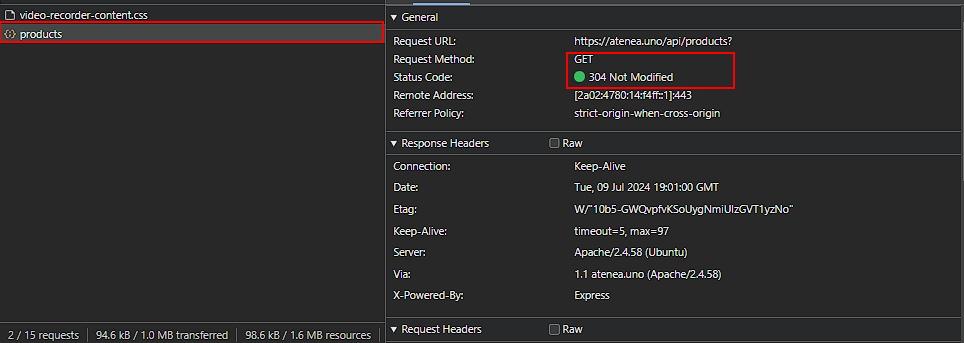 video-recorder-content.css
products
2 / 15 requests
94.6 kB / 1.0 MB transferred
98.6 kB / 1.6 MB resources
General
Request URL: https://atenea.uno/api/products?
Request Method: GET
Status Code: 304 Not Modified
Remote Address: [2a02:4780:14:f4ff::1]:443
Referrer Policy: strict-origin-when-cross-origin
Response Headers Raw
Connection: Keep-Alive
Date: Tue, 09 Jul 2024 19:01:00 GMT
Etag: W/"10b5-GWQvpfvKSoUygNmiUlzGVT1yzNo"
Keep-Alive: timeout=5, max=97
Server: Apache/2.4.58 (Ubuntu)
Via: 1.1 atenea.uno (Apache/2.4.58)
X-Powered-By: Express
Request Headers Raw